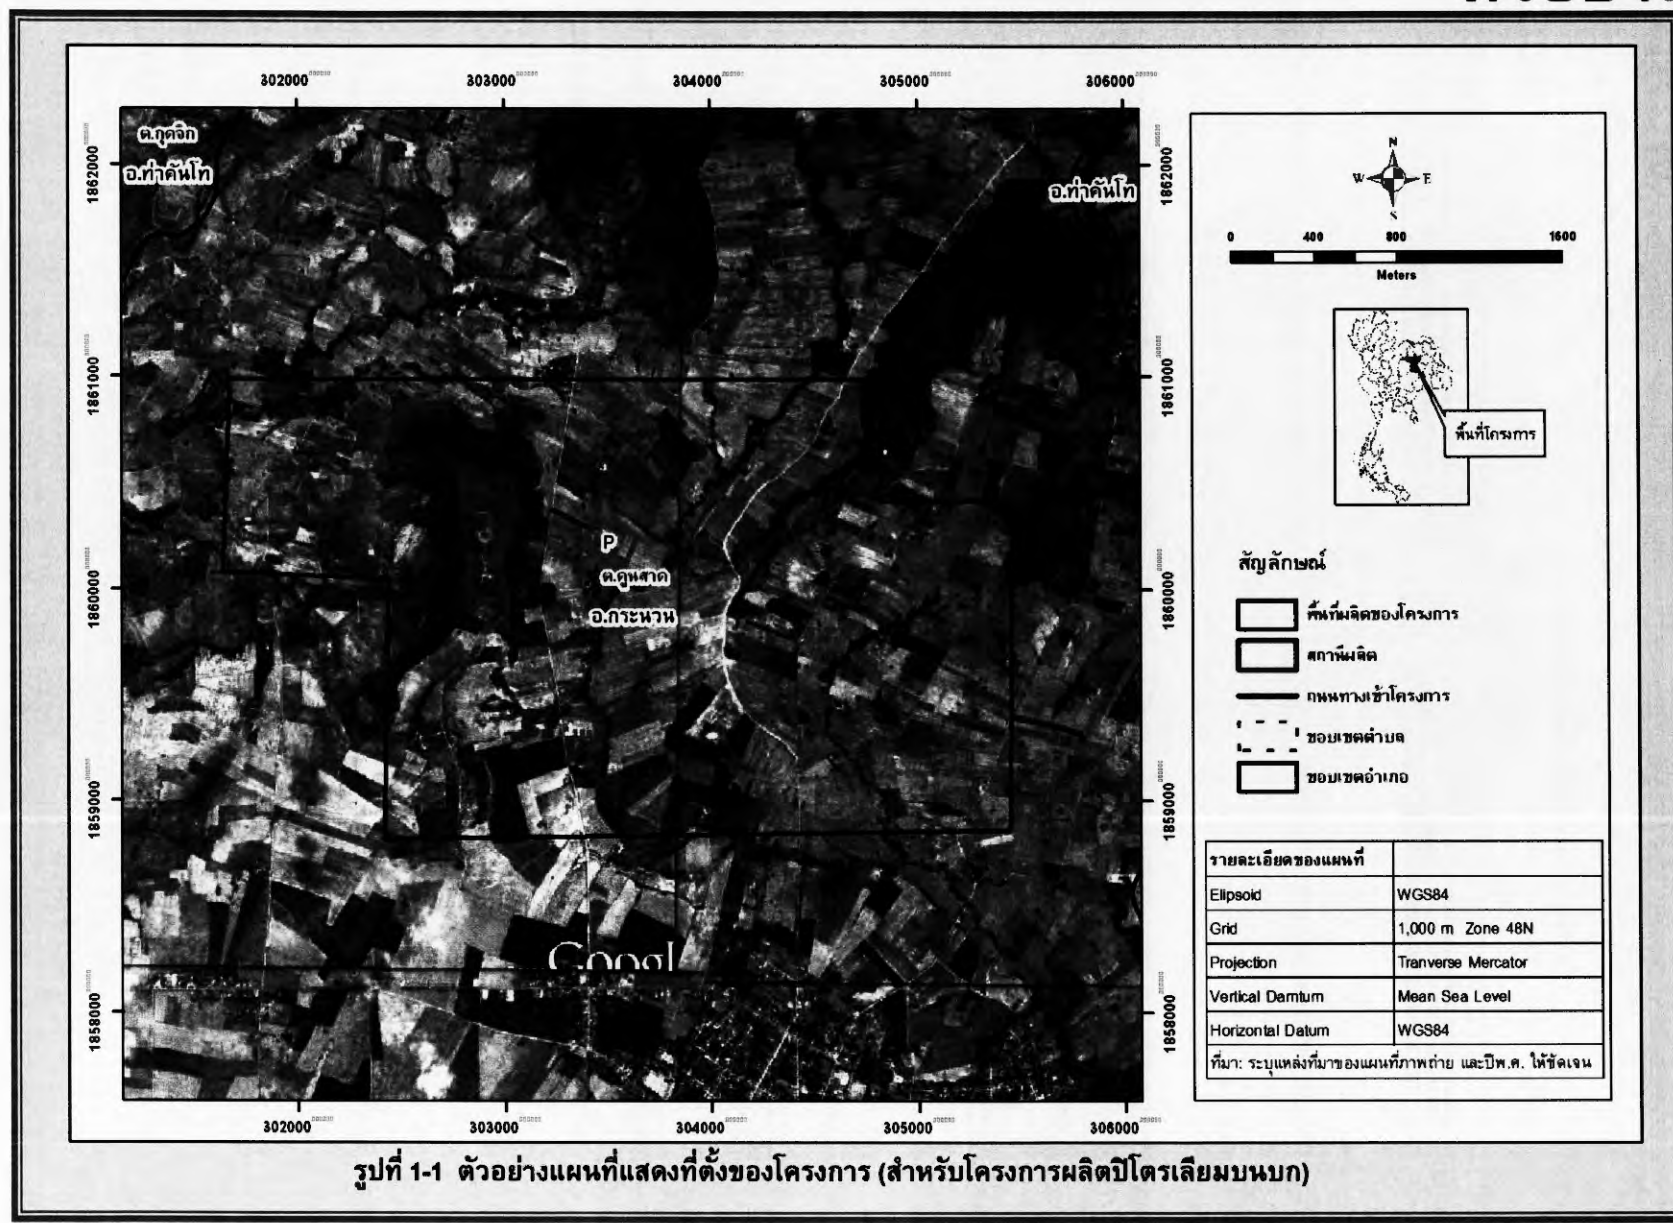 302000 303000 304000 305000 306000
ต.กุดจิก
อ.ท่าคันโท
อ.ท่าคันโท
1862000
1861000
1860000
1859000
1858000
1862000
1861000
1860000
1859000
1858000
P
ต.ดูนสาด
อ.กระนวน
302000 303000 304000 305000 306000
N
W E
S
0 400 800 1600
Meters
พื้นที่โครงการ
สัญลักษณ์
พื้นที่ผลิตของโครงการ
สถานีผลิต
ถนนทางเข้าโครงการ
ขอบเขตตำบล
ขอบเขตอำเภอ
รายละเอียดของแผนที่
Elipsoid WGS84
Grid 1,000 m Zone 48N
Projection Tranverse Mercator
Vertical Damtum Mean Sea Level
Horizontal Datum WGS84
ที่มา: ระบุแหล่งที่มาของแผนที่ภาพถ่าย และปีพ.ศ. ให้ชัดเจน
รูปที่ 1-1 ตัวอย่างแผนที่แสดงที่ตั้งของโครงการ (สำหรับโครงการผลิตปิโตรเลียมบนบก)